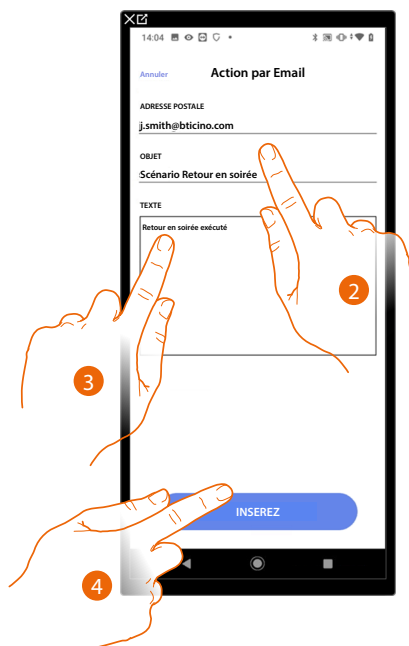 14:04
Annuler
Action par Email
ADRESSE POSTALE
j.smith@bticino.com
OBJET
Scénario Retour en soirée
TEXTE
Retour en soirée exécuté
2
3
INSEREZ
4